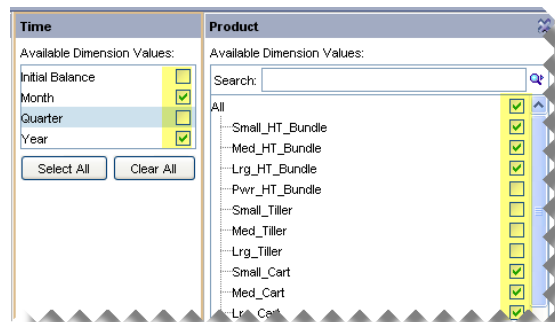 Time
Available Dimension Values:
Initial Balance
Month
Quarter
Year
Select All
Clear All
Product
Available Dimension Values:
Search:
All
Small_HT_Bundle
Med_HT_Bundle
Lrg_HT_Bundle
Pwr_HT_Bundle
Small_Tiller
Med_Tiller
Lrg_Tiller
Small_Cart
Med_Cart
Lrg_Cart